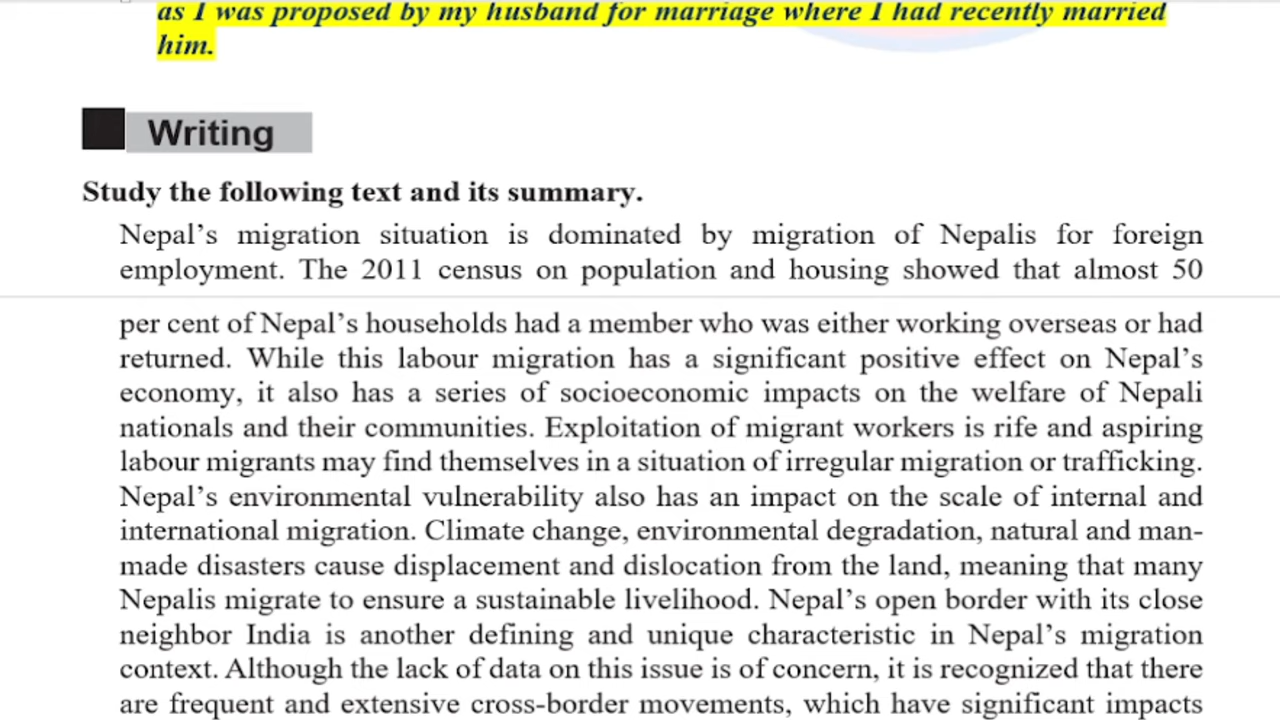 as I was proposed by my husband for marriage where I had recently married
him.
Writing
Study the following text and its summary.
Nepal’s migration situation is dominated by migration of Nepalis for foreign
employment. The 2011 census on population and housing showed that almost 50
per cent of Nepal’s households had a member who was either working overseas or had
returned. While this labour migration has a significant positive effect on Nepal’s
economy, it also has a series of socioeconomic impacts on the welfare of Nepali
nationals and their communities. Exploitation of migrant workers is rife and aspiring
labour migrants may find themselves in a situation of irregular migration or trafficking.
Nepal’s environmental vulnerability also has an impact on the scale of internal and
international migration. Climate change, environmental degradation, natural and man-
made disasters cause displacement and dislocation from the land, meaning that many
Nepalis migrate to ensure a sustainable livelihood. Nepal’s open border with its close
neighbor India is another defining and unique characteristic in Nepal’s migration
context. Although the lack of data on this issue is of concern, it is recognized that there
are frequent and extensive cross-border movements, which have significant impacts